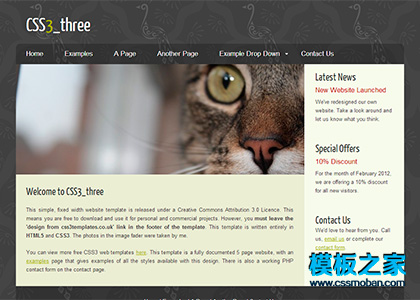 CSS3_three
Home Examples A Page Another Page Example Drop Down Contact Us
Latest News
New Website Launched
We've redesigned our own
website. Take a look around and
let us know what you think.
Special Offers
10% Discount
For the month of February 2012,
we are offering a 10% discount
for all new visitors.
Contact Us
We'd love to hear from you. Call
us, email us or complete our
contact form.
Welcome to CSS3_three
This simple, fixed width website template is released under a Creative Commons Attribution 3.0 Licence. This
means you are free to download and use it for personal and commercial projects. However, you must leave the
'design from css3templates.co.uk' link in the footer of the template. This template is written entirely in
HTML5 and CSS3. The photos in the image fader were taken by me.
You can view more free CSS3 web templates here. This template is a fully documented 5 page website, with an
examples page that gives examples of all the styles available with this design. There is also a working PHP
contact form on the contact page.
模板之家
www.cssmoban.com